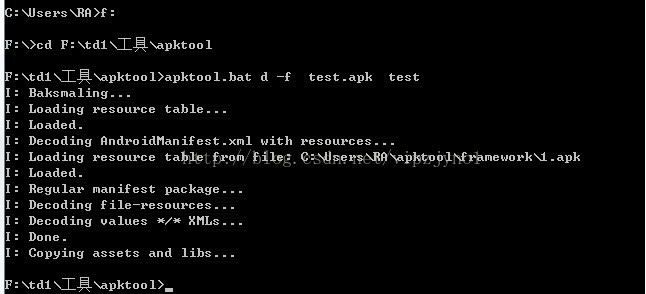 C:\Users\RA>f:
F:\>cd F:\td1\工具\apktool
F:\td1\工具\apktool>apktool.bat d -f  test.apk  test
I: Baksmaling...
I: Loading resource table...
I: Loaded.
I: Decoding AndroidManifest.xml with resources...
I: Loading resource table from file: C:\Users\RA\apktool\framework\1.apk
I: Loaded.
I: Regular manifest package...
I: Decoding file-resources...
I: Decoding values */* XMLs...
I: Done.
I: Copying assets and libs...
F:\td1\工具\apktool>_